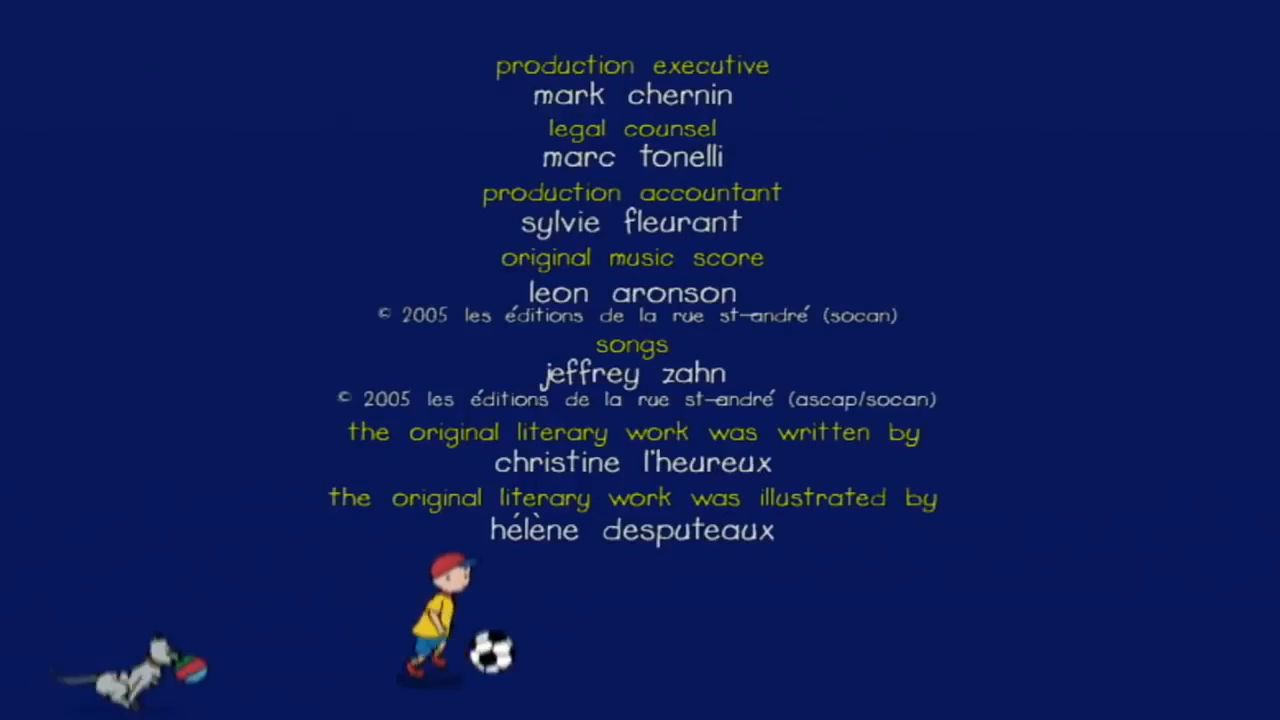 production executive
mark chernin
legal counsel
marc tonelli
production accountant
sylvie fleurant
original music score
leon aronson
© 2005 les éditions de la rue st-andré (socan)
songs
jeffrey zahn
© 2005 les éditions de la rue st-andré (ascap/socan)
the original literary work was written by
christine l'heureux
the original literary work was illustrated by
hélène desputeaux